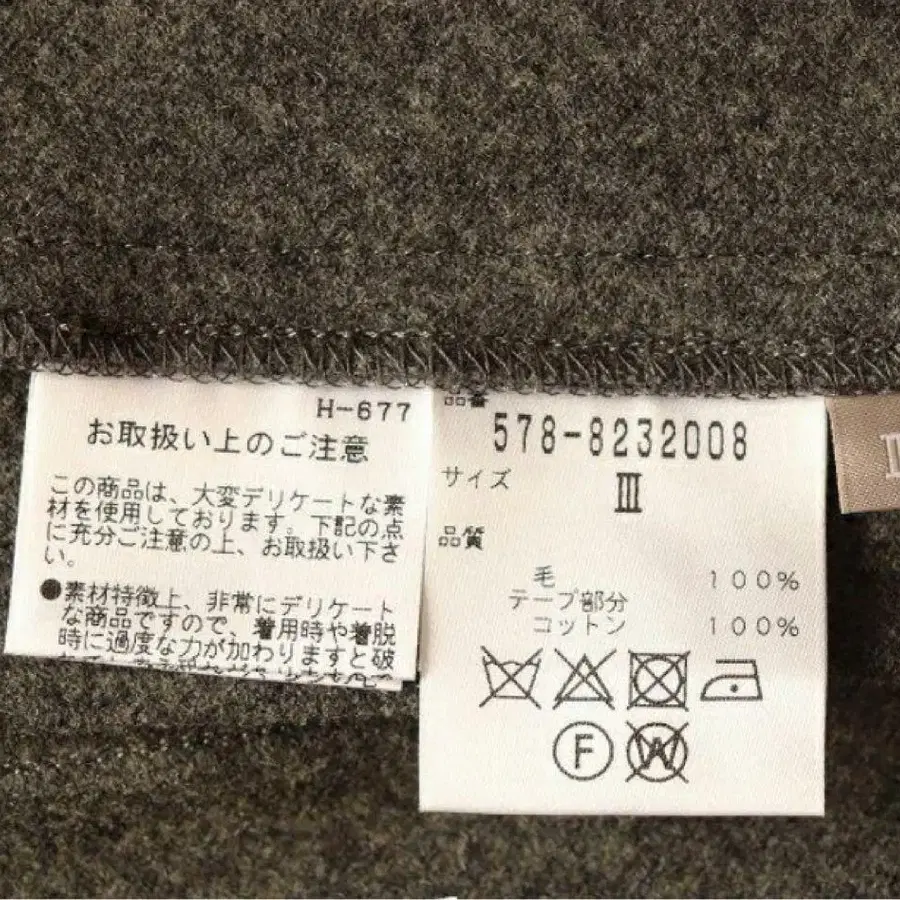 H-677
お取扱い上のご注意
この商品は、大変デリケートな素
材を使用しております。下記の点
に充分ご注意の上、お取扱い下さ
い。
●素材特徴上、非常にデリケート
な商品ですので、着用時や着脱
時に過度な力が加わりますと破
品番
578-8232008
サイズ
III
品質
毛 100%
テープ部分
コットン 100%
F
W